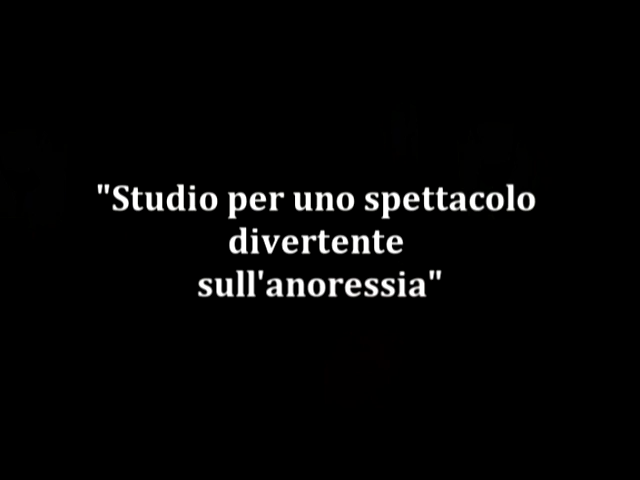 "Studio per uno spettacolo
divertente
sull'anoressia"